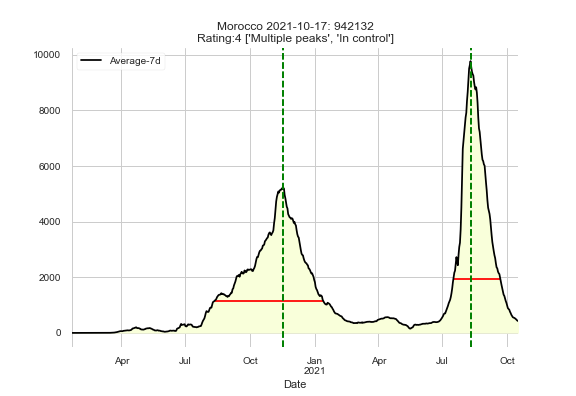 Morocco 2021-10-17: 942132
Rating:4 ['Multiple peaks', 'In control']
Average-7d
10000
8000
6000
4000
2000
0
Apr Jul Oct Jan Apr Jul Oct
2021
Date